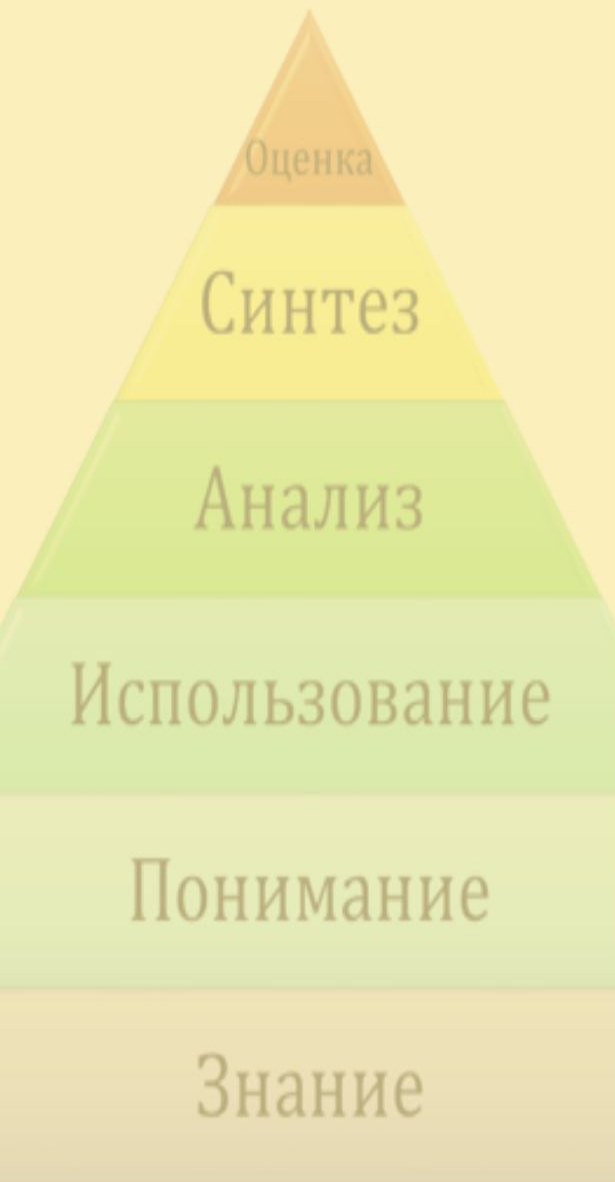 Оценка
Синтез
Анализ
Использование
Понимание
Знание